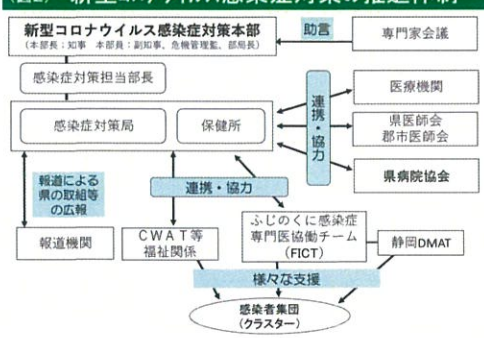 新型コロナウイルス感染症対策の推進体制
新型コロナウイルス感染症対策本部
(本部長：知事 本部員：副知事、危機管理監、部局長)
助言
専門家会議
感染症対策担当部長
感染症対策局
保健所
連携・協力
医療機関
県医師会
郡市医師会
県病院協会
報道による
県の取組等
の広報
連携・協力
報道機関
CWAT等
福祉関係
ふじのくに感染症
専門医協働チーム
(FICT)
静岡DMAT
様々な支援
感染者集団
(クラスター)